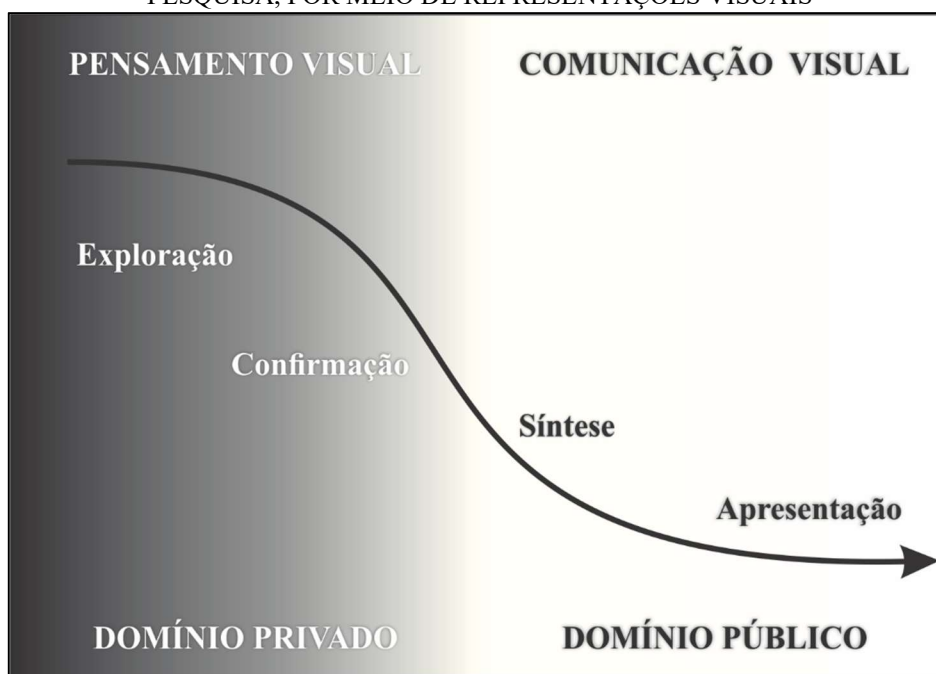 PESQUISA, POR MEIO DE REPRESENTAÇÕES VISUAIS
PENSAMENTO VISUAL
COMUNICAÇÃO VISUAL
Exploração
Confirmação
Síntese
Apresentação
DOMÍNIO PRIVADO
DOMÍNIO PÚBLICO